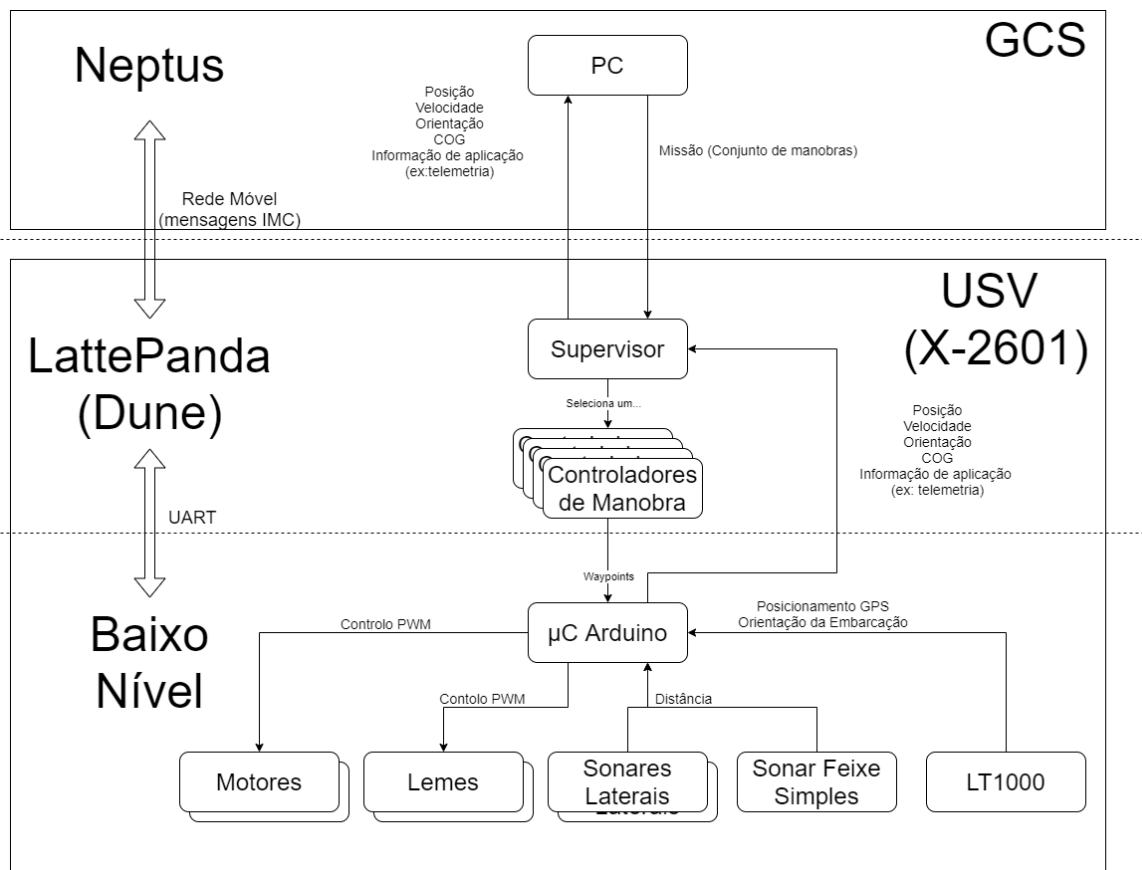 Neptus
PC
GCS
Posição
Velocidade
Orientação
COG
Informação de aplicação
(ex:telemetria)
Missão (Conjunto de manobras)
Rede Móvel
(mensagens IMC)
USV
(X-2601)
LattePanda
(Dune)
Supervisor
Seleciona um...
Posição
Velocidade
Orientação
COG
Informação de aplicação
(ex: telemetria)
Controladores
de Manobra
UART
Waypoints
Baixo
Nível
µC Arduino
Posicionamento GPS
Orientação da Embarcação
Controlo PWM
Contolo PWM
Distância
Motores
Lemes
Sonares
Laterais
Laterais
Sonar Feixe
Simples
LT1000